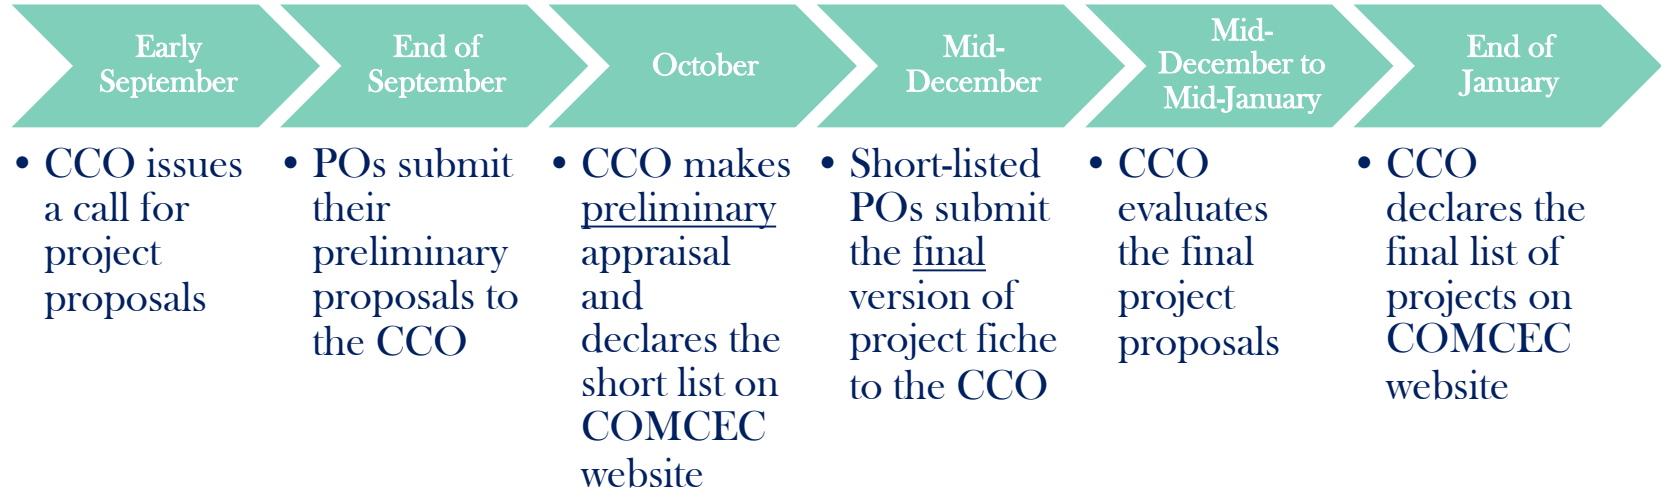 Early
September
End of
September
October
Mid-
December
Mid-
December to
Mid-January
End of
January
• CCO issues
a call for
project
proposals
• POs submit
their
preliminary
proposals to
the CCO
• CCO makes
preliminary
appraisal
and
declares the
short list on
COMCEC
website
• Short-listed
POs submit
the final
version of
project fiche
to the CCO
• CCO
evaluates
the final
project
proposals
• CCO
declares the
final list of
projects on
COMCEC
website